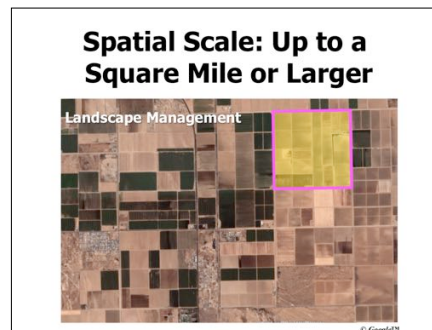 Spatial Scale: Up to a
Square Mile or Larger
Landscape Management
© Google™